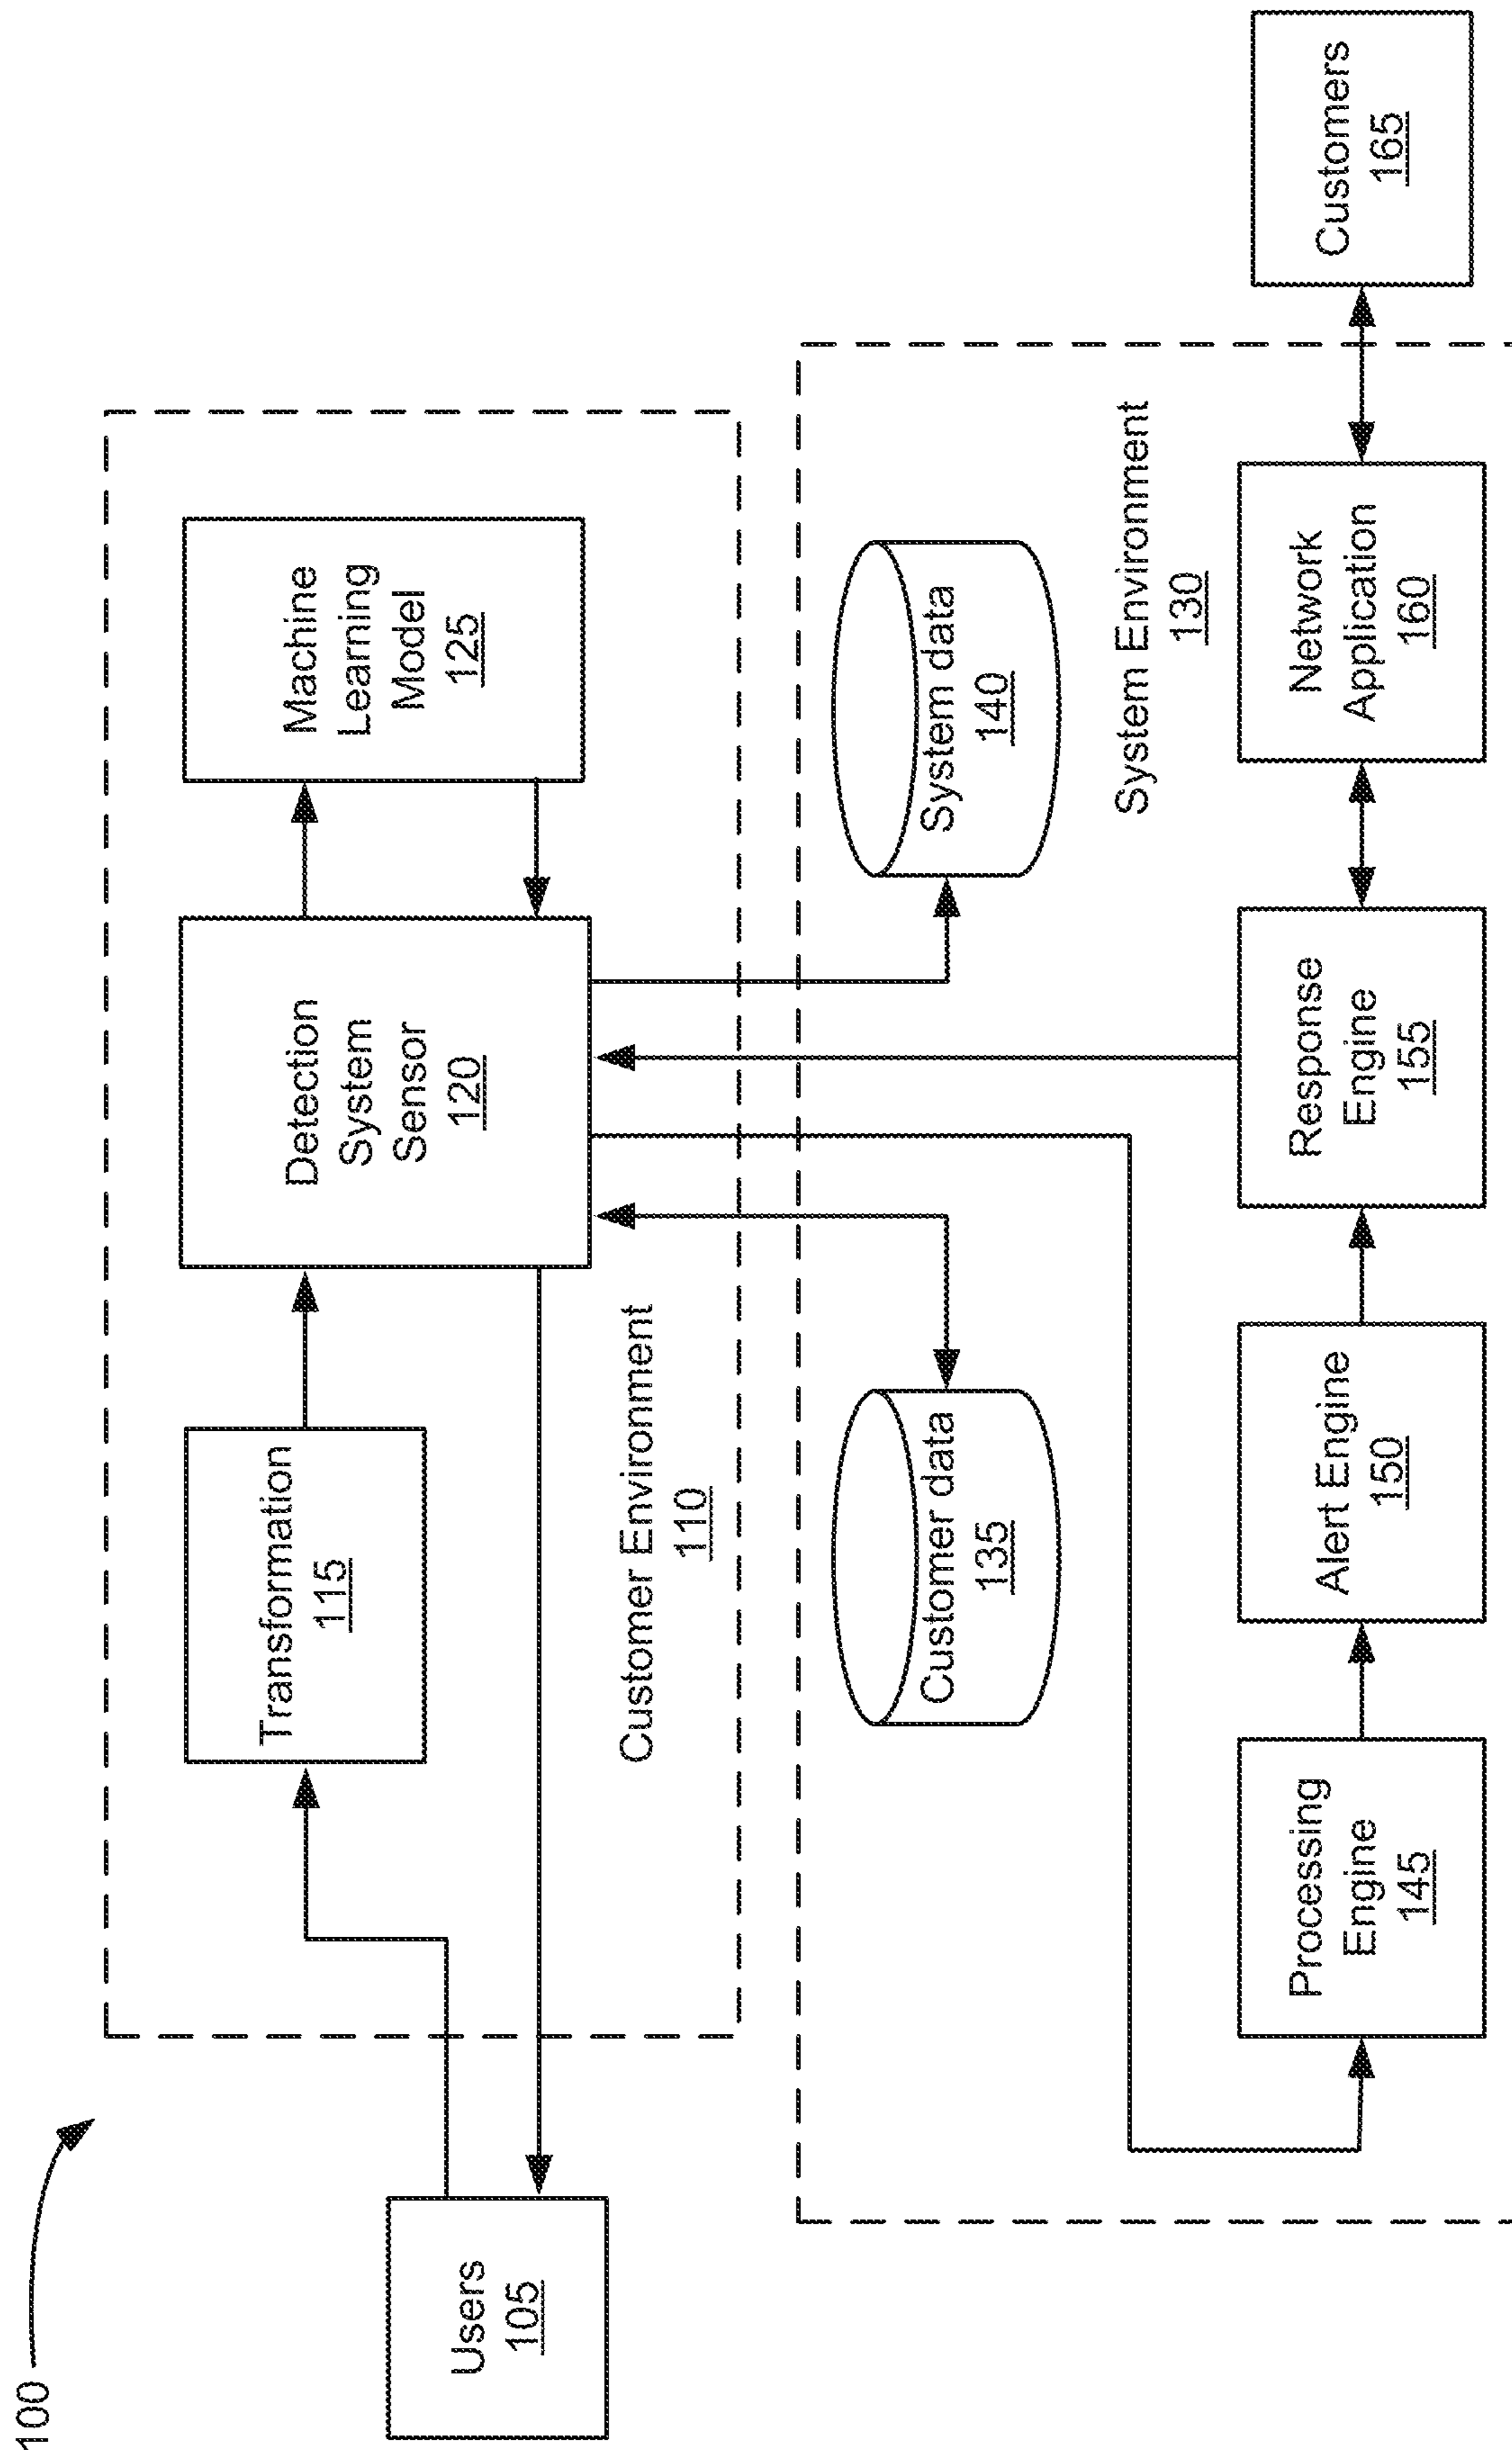 100
Users
105
Transformation
115
Detection
System
Sensor
120
Machine
Learning
Model
125
Customer Environment
110
Customer data
135
System data
140
System Environment
130
Processing
Engine
145
Alert Engine
150
Response
Engine
155
Network
Application
160
Customers
165